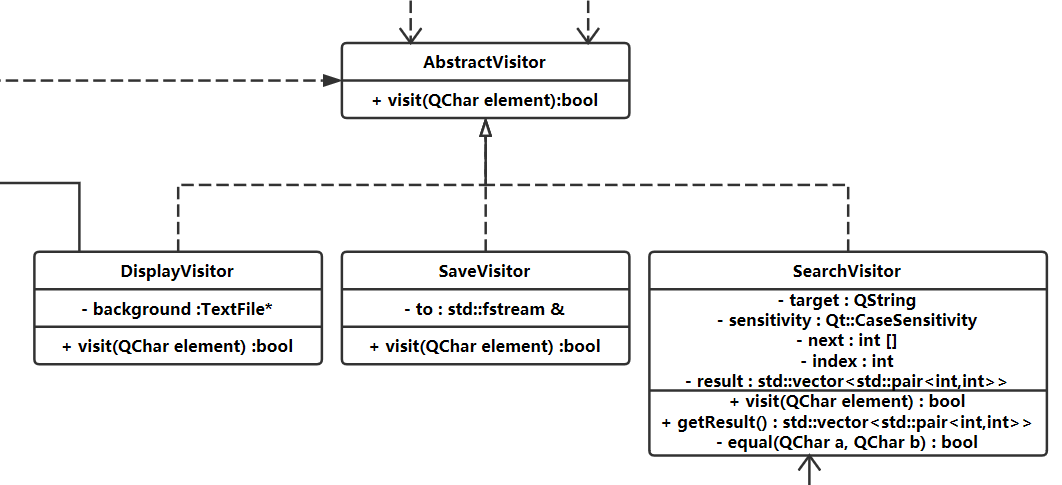 AbstractVisitor
+ visit(QChar element):bool
DisplayVisitor
- background :TextFile*
+ visit(QChar element) :bool
SaveVisitor
- to : std::fstream &
+ visit(QChar element) :bool
SearchVisitor
- target : QString
- sensitivity : Qt::CaseSensitivity
- next : int []
- index : int
- result : std::vector<std::pair<int,int>>
+ visit(QChar element) : bool
+ getResult() : std::vector<std::pair<int,int>>
- equal(QChar a, QChar b) : bool